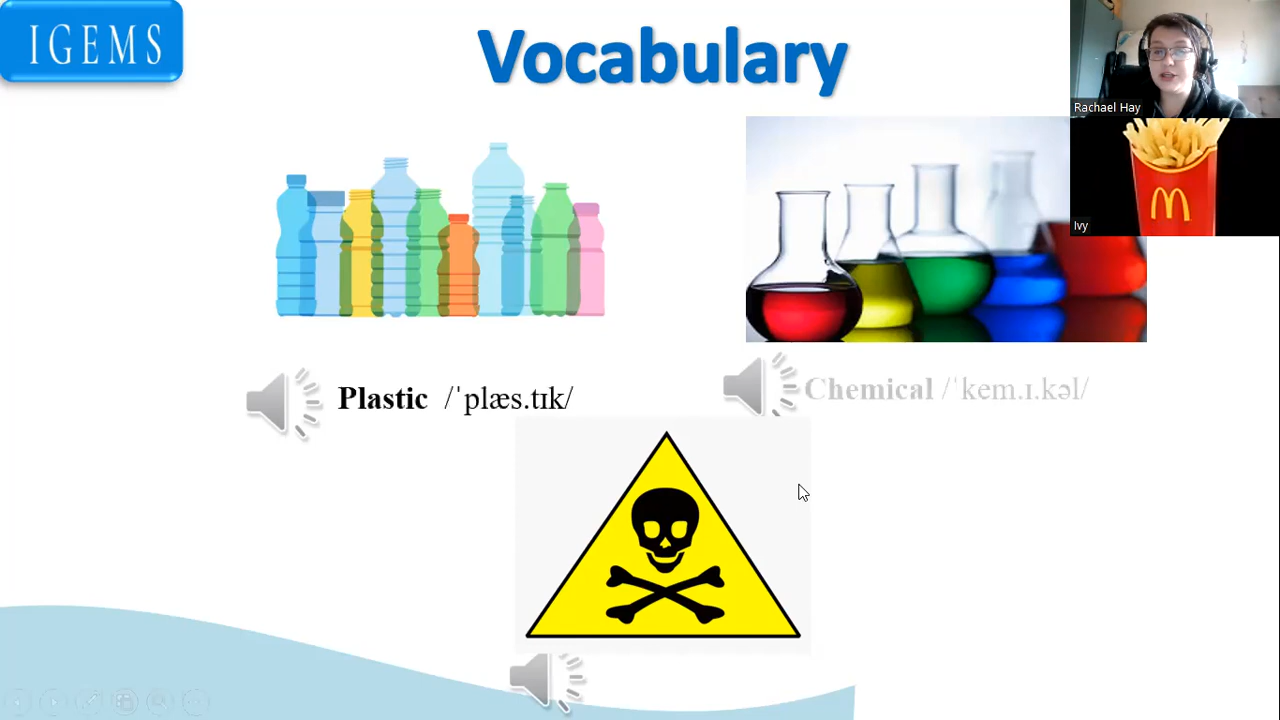 IGEMS
Vocabulary
Rachael Hay
Ivy
Plastic /ˈplæs.tɪk/
Chemical /ˈkem.ɪ.kəl/